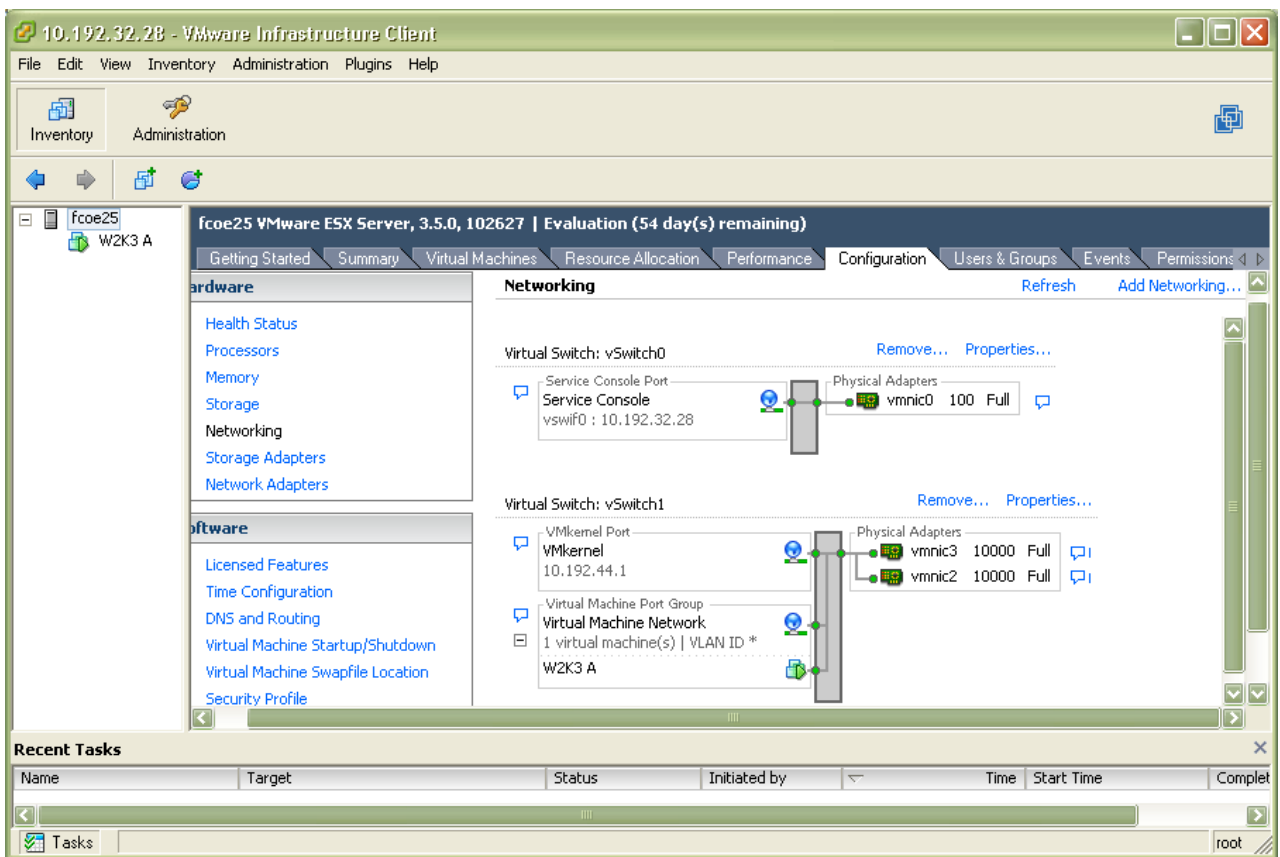 10.192.32.28 - VMware Infrastructure Client
File Edit View Inventory Administration Plugins Help
Inventory Administration
fcoe25
W2K3 A
fcoe25 VMware ESX Server, 3.5.0, 102627 | Evaluation (54 day(s) remaining)
Getting Started Summary Virtual Machines Resource Allocation Performance Configuration Users & Groups Events Permissions
ardware
Health Status
Processors
Memory
Storage
Networking
Storage Adapters
Network Adapters
oftware
Licensed Features
Time Configuration
DNS and Routing
Virtual Machine Startup/Shutdown
Virtual Machine Swapfile Location
Security Profile
Networking Refresh Add Networking...
Virtual Switch: vSwitch0 Remove... Properties...
Service Console Port Physical Adapters
Service Console vmnic0 100 Full
vswif0 : 10.192.32.28
Virtual Switch: vSwitch1 Remove... Properties...
VMkernel Port Physical Adapters
VMkernel vmnic3 10000 Full
10.192.44.1 vmnic2 10000 Full
Virtual Machine Port Group
Virtual Machine Network
1 virtual machine(s) | VLAN ID *
W2K3 A
Recent Tasks
Name Target Status Initiated by Time Start Time Complet
Tasks root